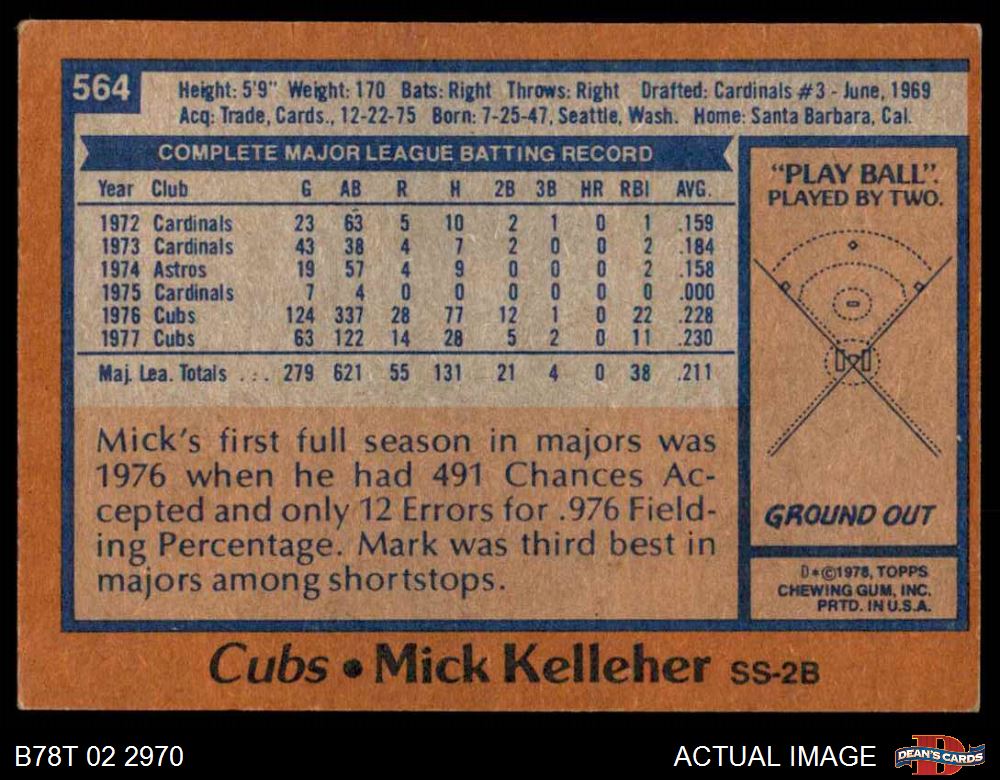 564
Height: 5'9" Weight: 170 Bats: Right Throws: Right Drafted: Cardinals #3 - June, 1969
Acq: Trade, Cards., 12-22-75 Born: 7-25-47, Seattle, Wash. Home: Santa Barbara, Cal.
COMPLETE MAJOR LEAGUE BATTING RECORD
Year Club G AB R H 2B 3B HR RBI AVG.
1972 Cardinals 23 63 5 10 2 1 0 1 .159
1973 Cardinals 43 38 4 7 2 0 0 2 .184
1974 Astros 19 57 4 9 0 0 0 2 .158
1975 Cardinals 7 4 0 0 0 0 0 0 .000
1976 Cubs 124 337 28 77 12 1 0 22 .228
1977 Cubs 63 122 14 28 5 2 0 11 .230
Maj. Lea. Totals ... 279 621 55 131 21 4 0 38 .211
Mick's first full season in majors was
1976 when he had 491 Chances Ac-
cepted and only 12 Errors for .976 Field-
ing Percentage. Mark was third best in
majors among shortstops.
"PLAY BALL".
PLAYED BY TWO.
GROUND OUT
D*©1978, TOPPS
CHEWING GUM, INC.
PRTD. IN U.S.A.
Cubs • Mick Kelleher SS-2B
B78T 02 2970
ACTUAL IMAGE
D
DEAN'S CARDS